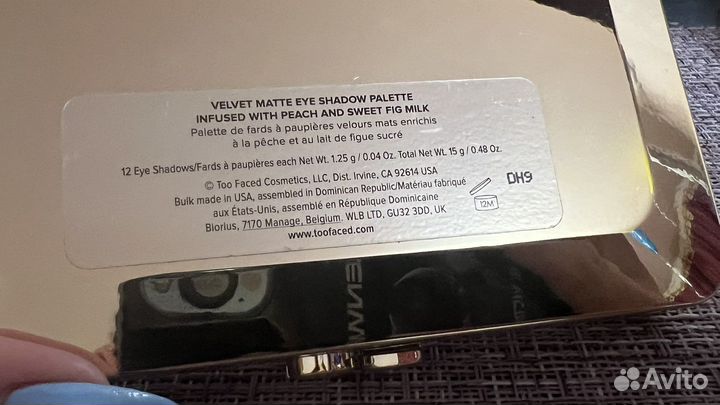 VELVET MATTE EYE SHADOW PALETTE
INFUSED WITH PEACH AND SWEET FIG MILK
Palette de fards à paupières velours mats enrichis
à la pêche et au lait de figue sucré
12 Eye Shadows/Fards à paupières each Net Wt. 1.25 g / 0.04 Oz. Total Net Wt. 15 g / 0.48 Oz.
© Too Faced Cosmetics, LLC, Dist. Irvine, CA 92614 USA
Bulk made in USA, assembled in Dominican Republic/Matériau fabriqué
aux États-Unis, assemblé en République Dominicaine
Biorius, 7170 Manage, Belgium. WLB LTD, GU32 3DD, UK
www.toofaced.com
12M
DH9
Avito